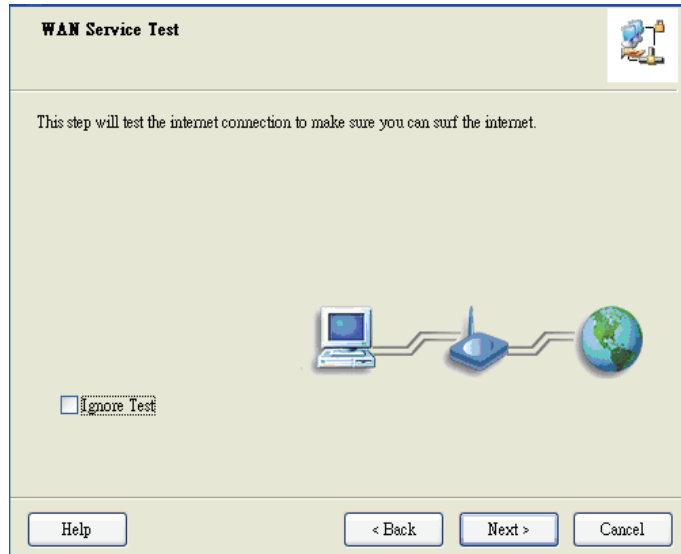 WAN Service Test
This step will test the internet connection to make sure you can surf the internet.
Ignore Test
Help
< Back
Next >
Cancel